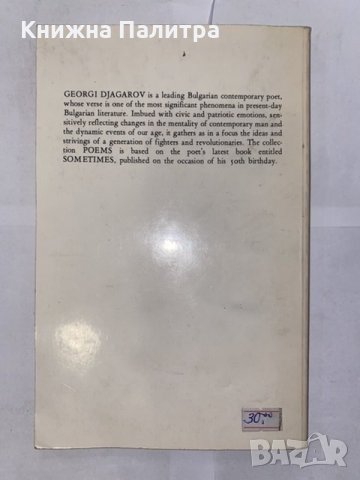 Книжна Палитра
GEORGI DJAGAROV is a leading Bulgarian contemporary poet,
whose verse is one of the most significant phenomena in present-day
Bulgarian literature. Imbued with civic and patriotic emotions, sen-
sitively reflecting changes in the mentality of contemporary man and
the dynamic events of our age, it gathers as in a focus the ideas and
strivings of a generation of fighters and revolutionaries. The collec-
tion POEMS is based on the poet's latest book entitled
SOMETIMES, published on the occasion of his 50th birthday.
30,00
BAZAR
bg